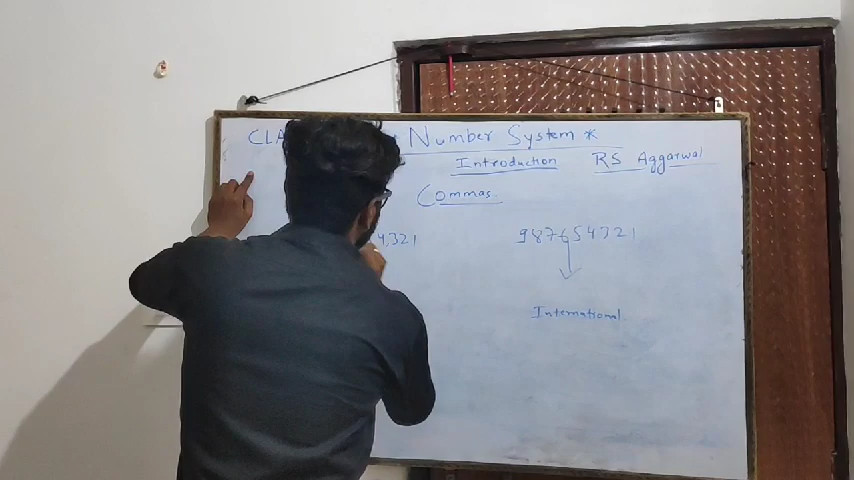 CLA Number System *
Introduction RS Aggarwal
Commas.
4,321 987654321
International